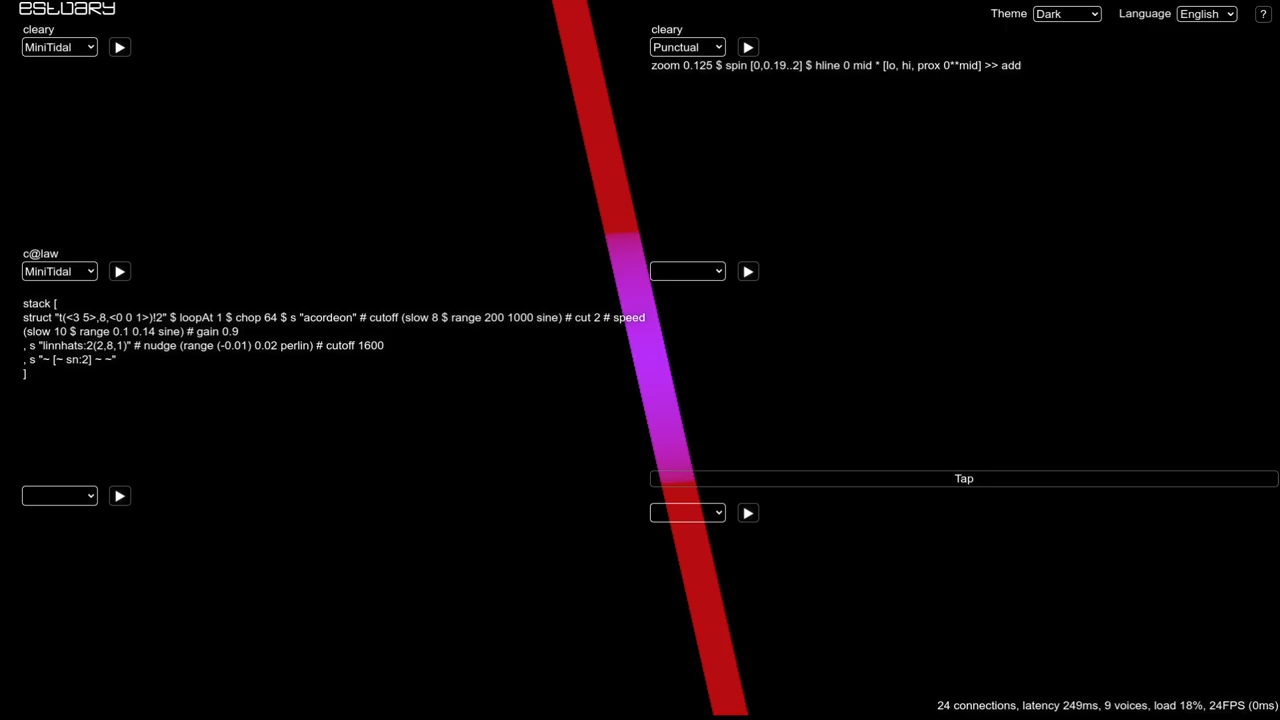 estuary
Theme Dark Language English ?
cleary
MiniTidal
cleary
Punctual
zoom 0.125 $ spin [0,0.19..2] $ hline 0 mid * [lo, hi, prox 0**mid] >> add
c@law
MiniTidal
stack [
struct "t(<3 5>,8,<0 0 1>)!2" $ loopAt 1 $ chop 64 $ s "acordeon" # cutoff (slow 8 $ range 200 1000 sine) # cut 2 # speed
(slow 10 $ range 0.1 0.14 sine) # gain 0.9
, s "linnhats:2(2,8,1)" # nudge (range (-0.01) 0.02 perlin) # cutoff 1600
, s "~ [~ sn:2] ~ ~"
]
Tap
24 connections, latency 249ms, 9 voices, load 18%, 24FPS (0ms)